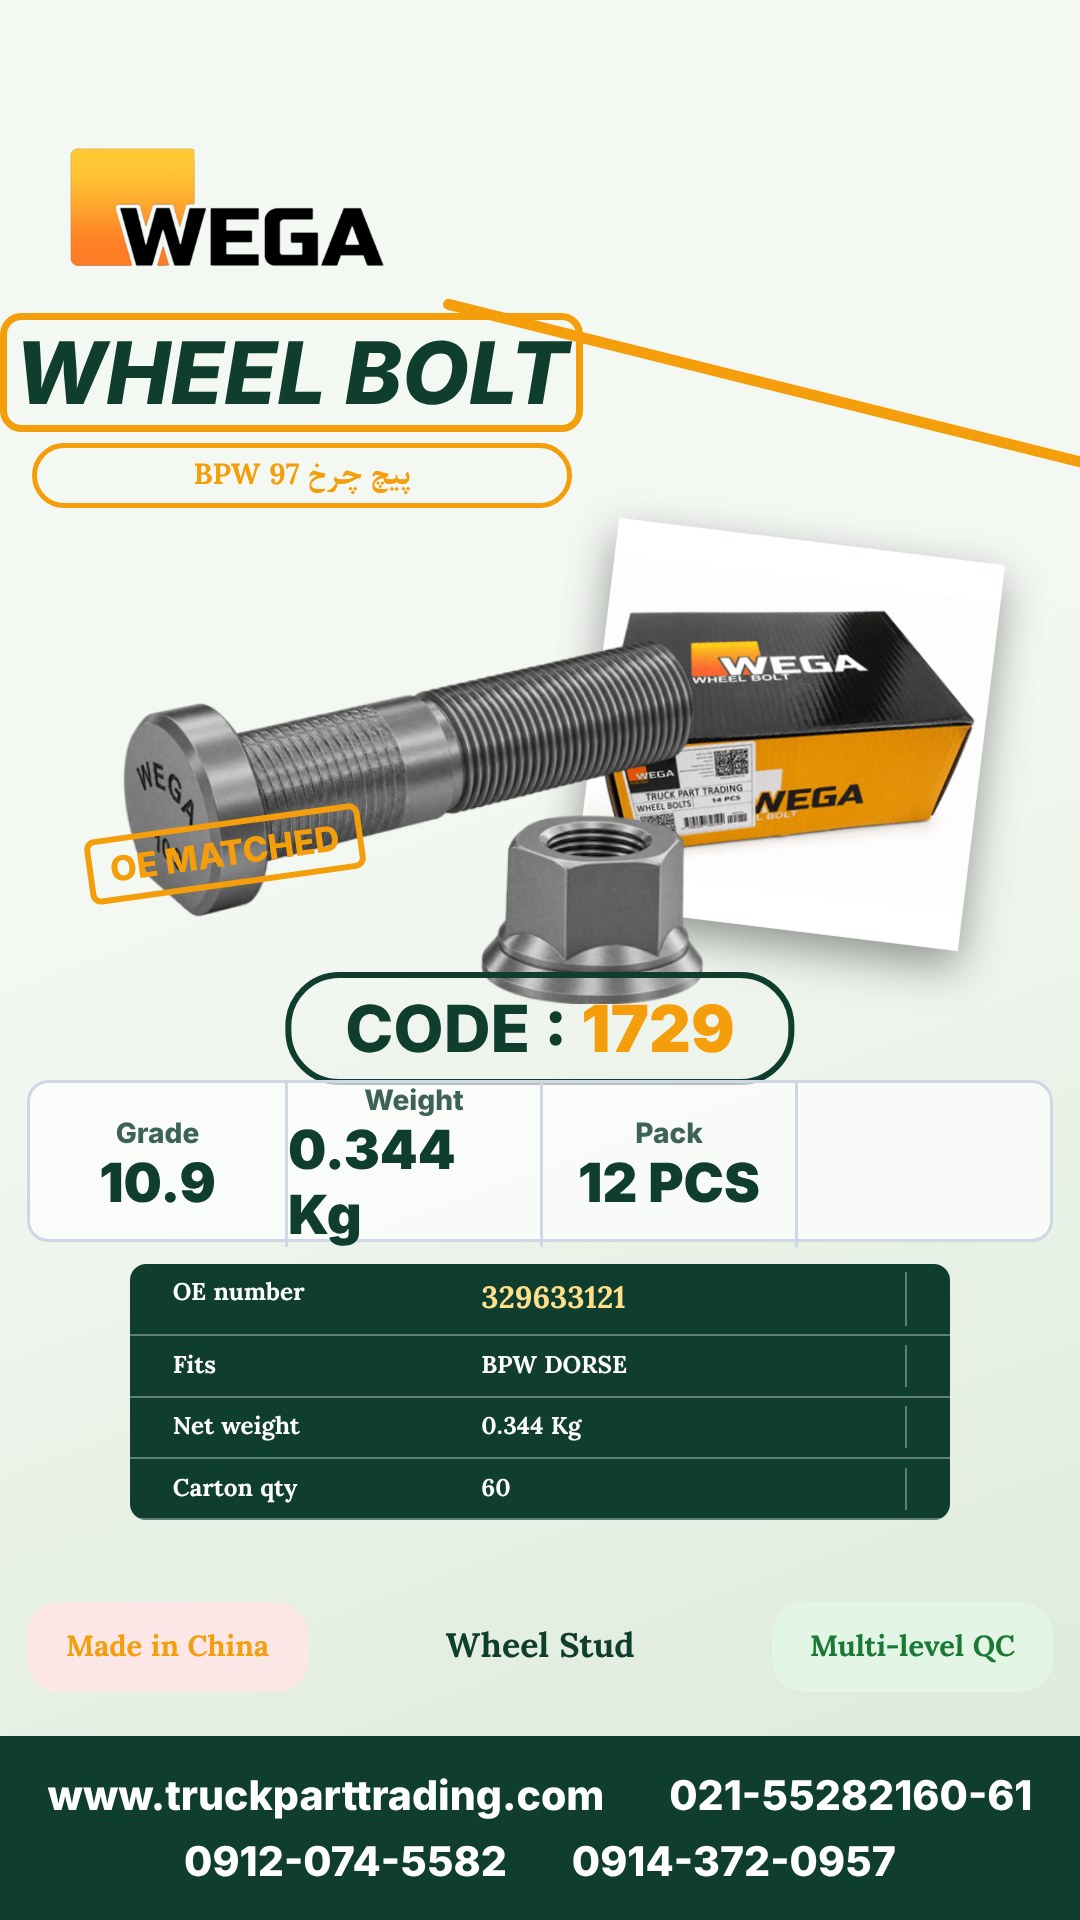 WEGA
WHEEL BOLT
پیچ چرخ BPW 97
WEGA
WHEEL BOLT
WEGA
10.9
OE MATCHED
WEGA
TRUCK PART TRADING
WHEEL BOLTS 14 PCS
WEGA
CODE : 1729
Grade
10.9
Weight
0.344
Kg
Pack
12 PCS
OE number 329633121
Fits BPW DORSE
Net weight 0.344 Kg
Carton qty 60
Made in China
Wheel Stud
Multi-level QC
www.truckparttrading.com 021-55282160-61
0912-074-5582 0914-372-0957